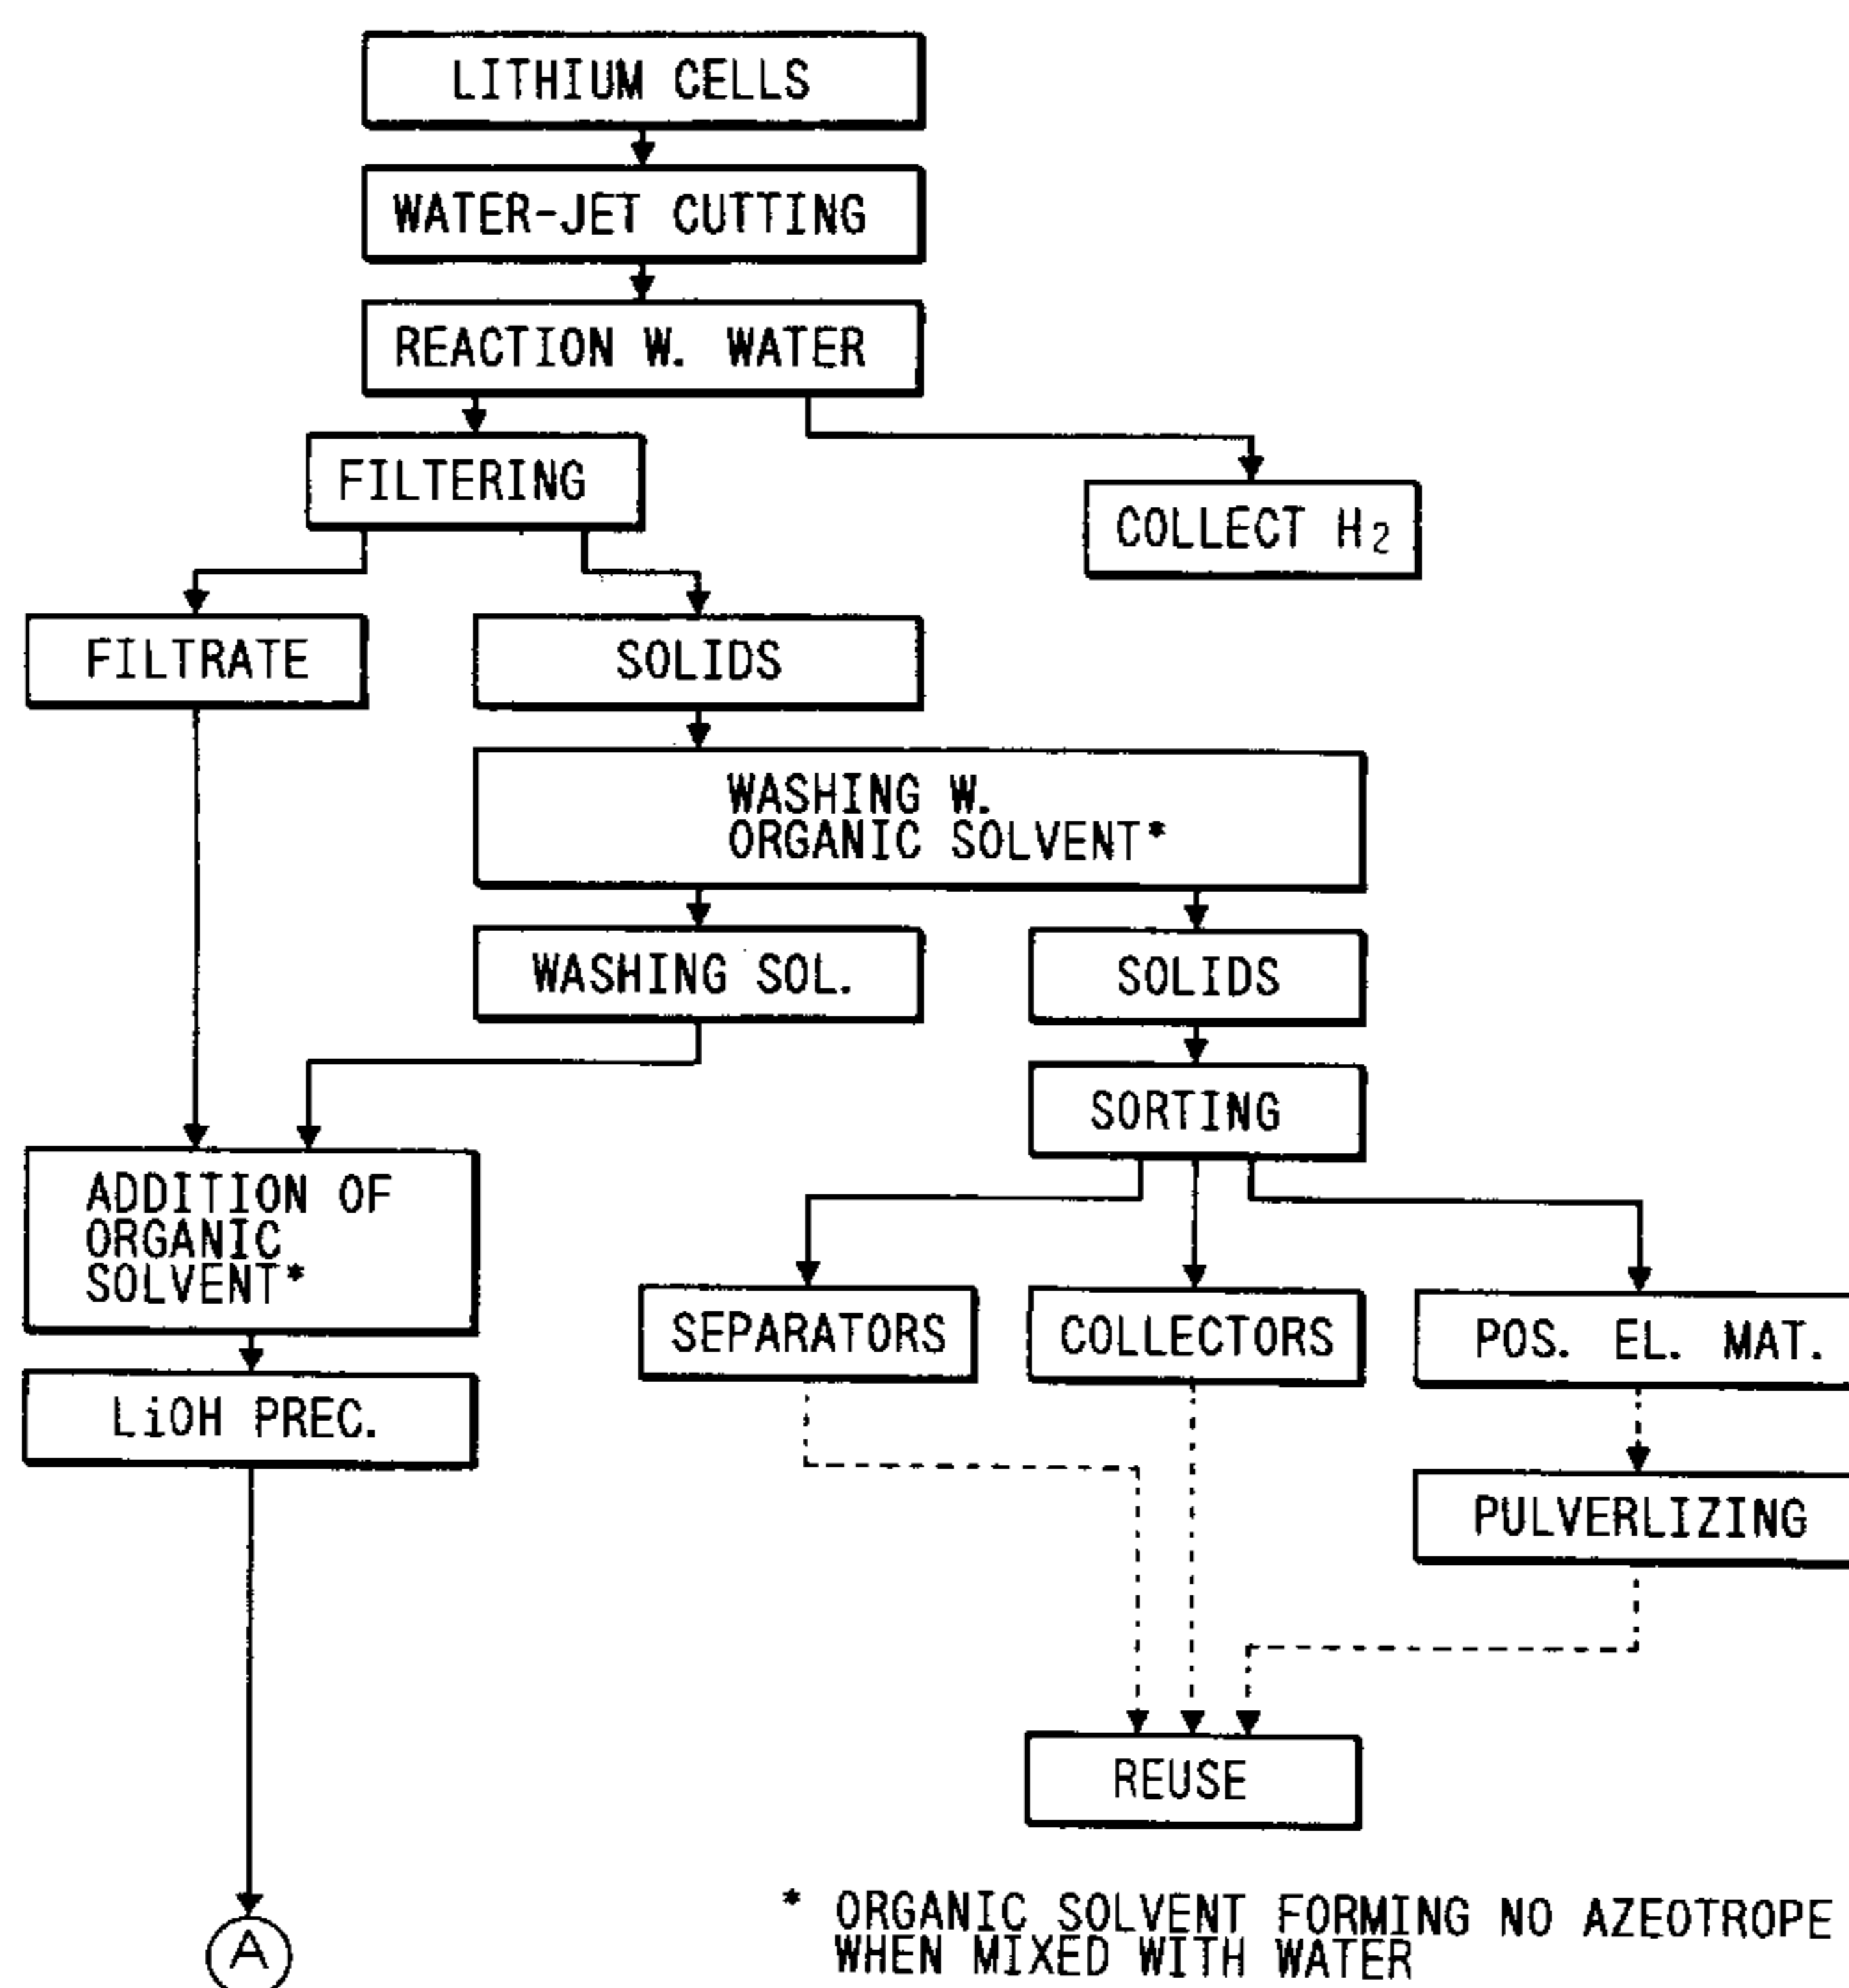 LITHIUM CELLS
WATER-JET CUTTING
REACTION W. WATER
FILTERING
COLLECT H₂
FILTRATE
SOLIDS
WASHING W.
ORGANIC SOLVENT*
WASHING SOL.
SOLIDS
SORTING
ADDITION OF
ORGANIC
SOLVENT*
SEPARATORS
COLLECTORS
POS. EL. MAT.
LiOH PREC.
PULVERLIZING
REUSE
* ORGANIC SOLVENT FORMING NO AZEOTROPE
WHEN MIXED WITH WATER
A